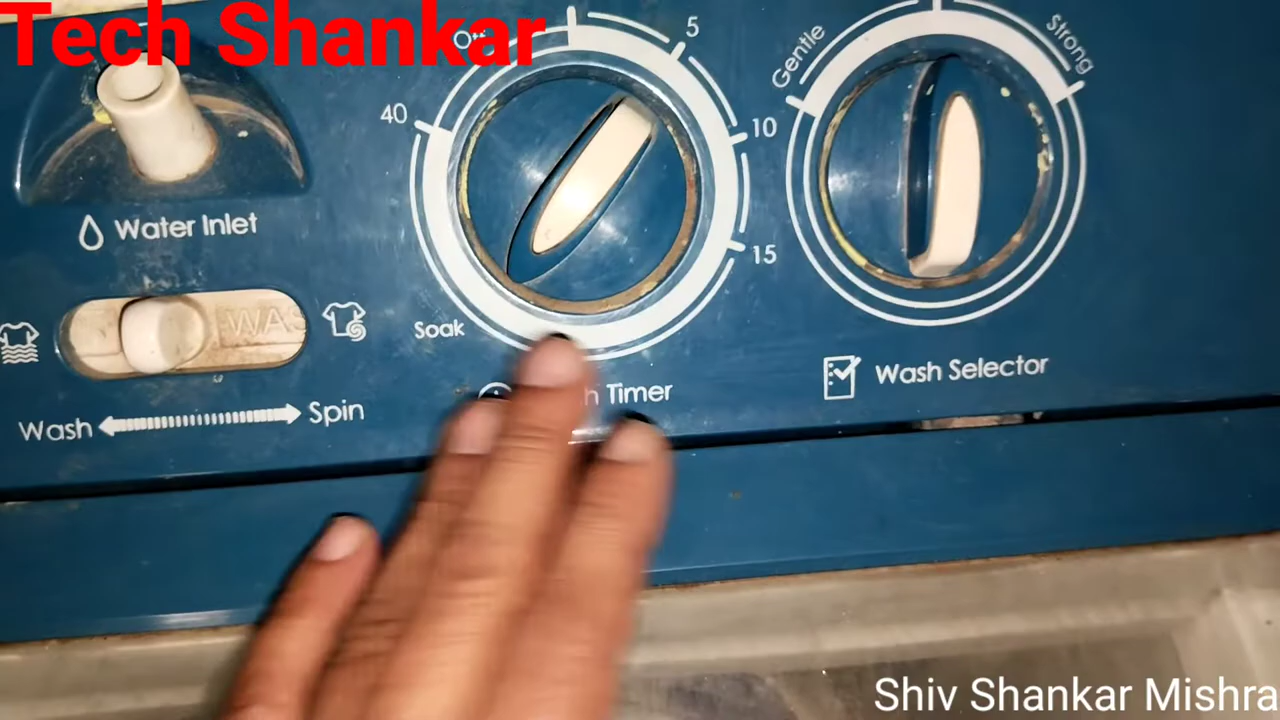 Tech Shankar
5
Gentle
Strong
40
10
Water Inlet
15
WAS
Soak
Timer
Wash Selector
Wash
Spin
Shiv Shankar Mishra